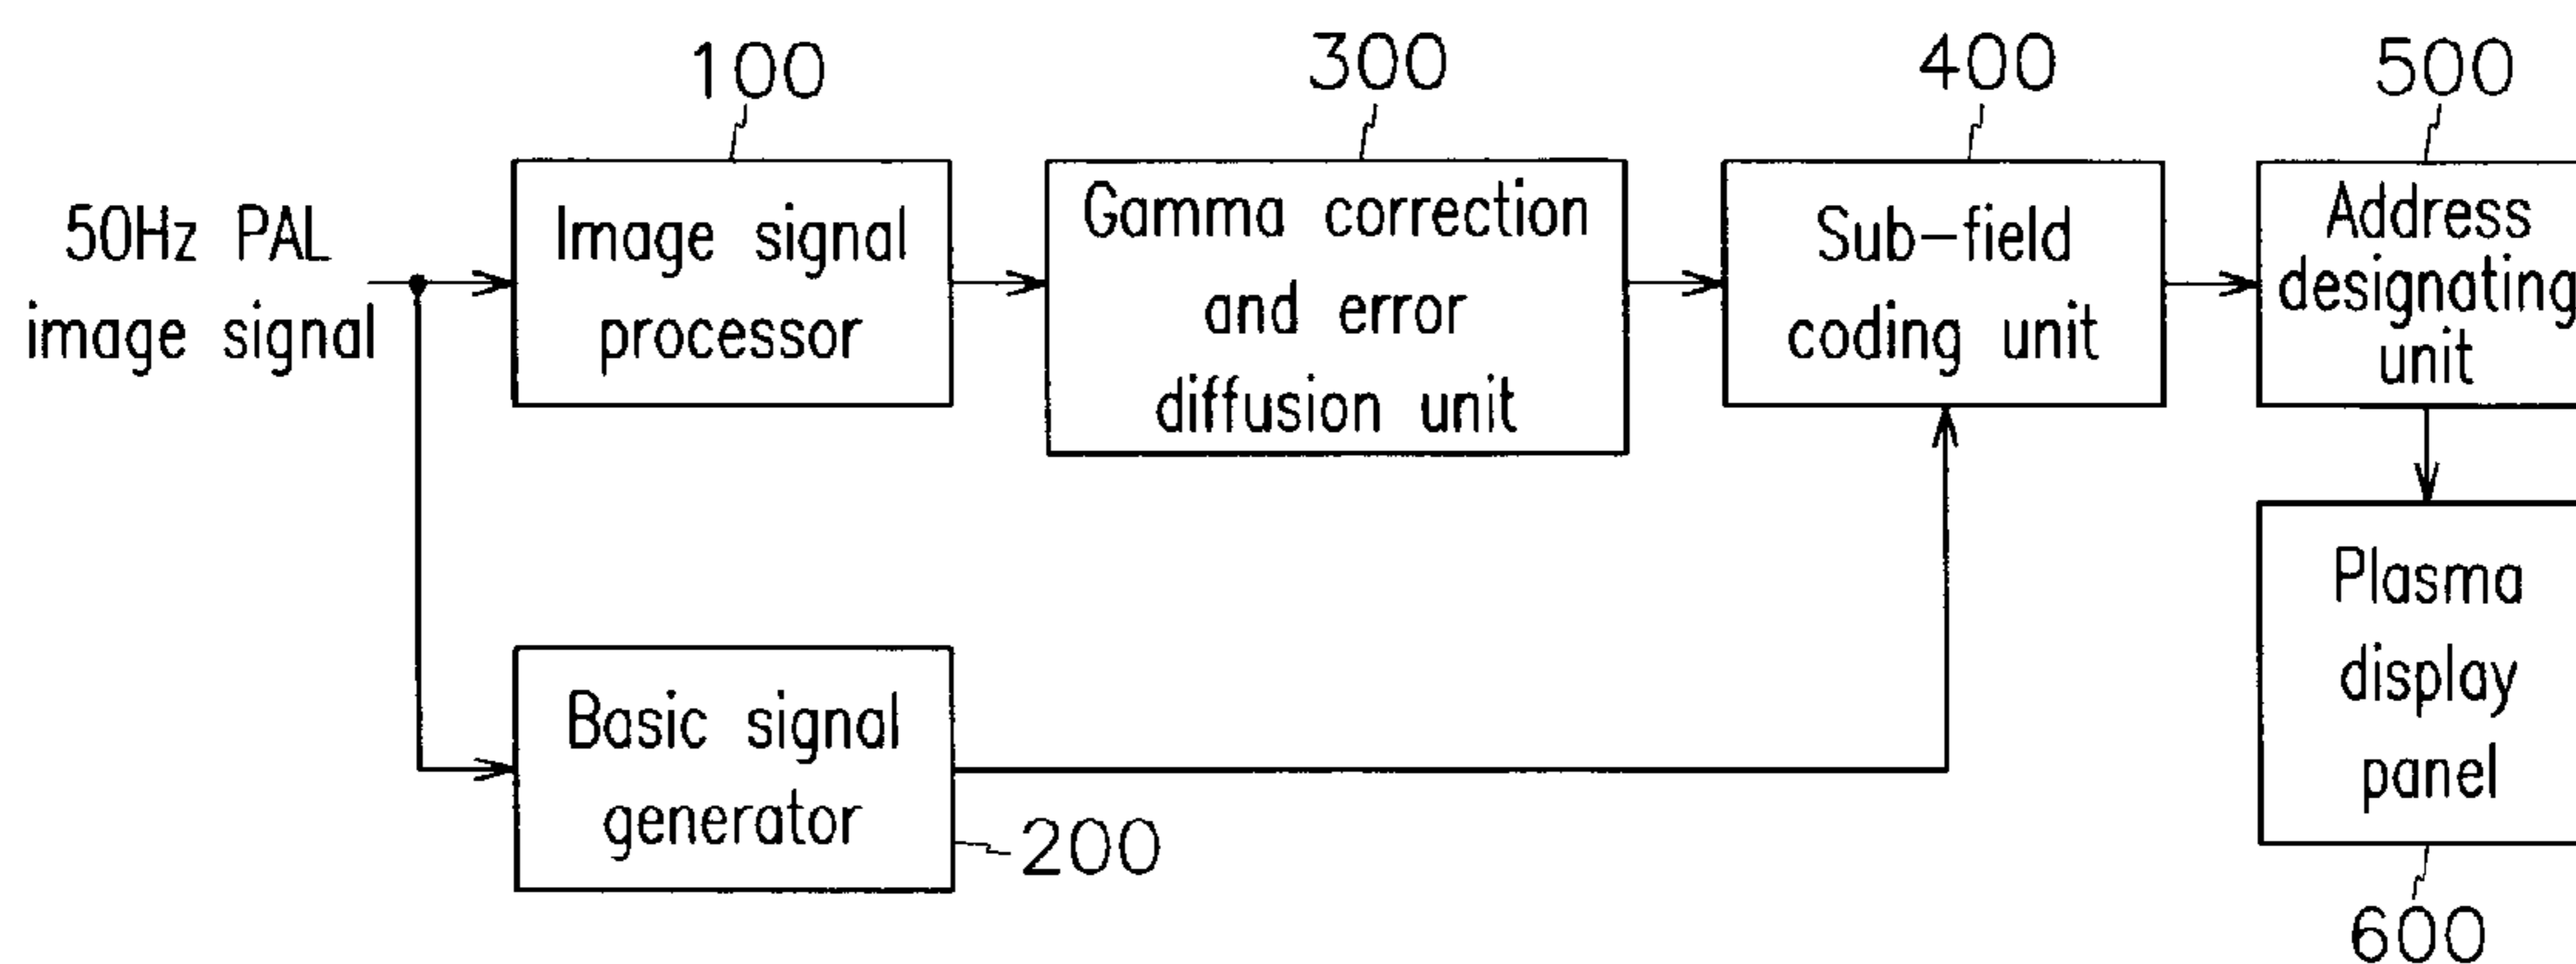 100
300
400
500
50Hz PAL
image signal
Image signal
processor
Gamma correction
and error
diffusion unit
Sub-field
coding unit
Address
designating
unit
Basic signal
generator
200
Plasma
display
panel
600